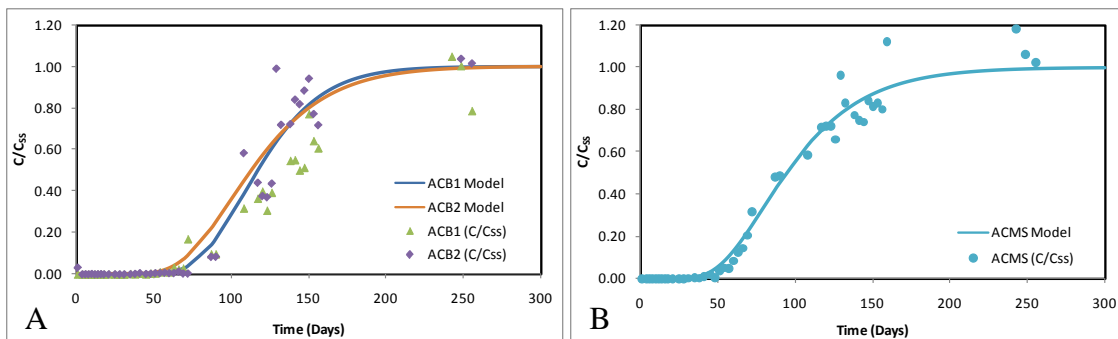 1.20
1.00
0.80
0.60
0.40
0.20
0.00
C/Css
0 50 100 150 200 250 300
Time (Days)
ACB1 Model
ACB2 Model
ACB1 (C/Css)
ACB2 (C/Css)
A
1.20
1.00
0.80
0.60
0.40
0.20
0.00
C/Css
0 50 100 150 200 250 300
Time (Days)
ACMS Model
ACMS (C/Css)
B